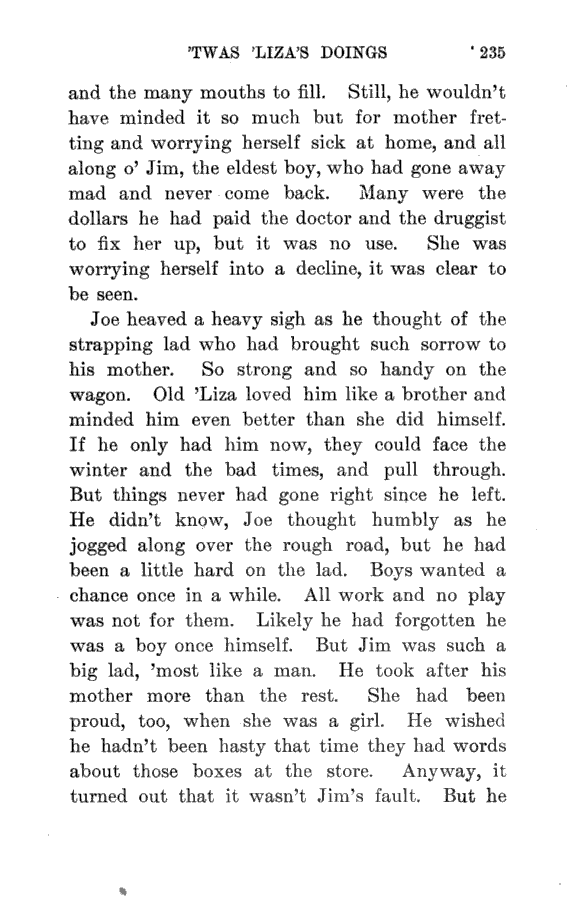 'TWAS 'LIZA'S DOINGS 235
and the many mouths to fill. Still, he wouldn't
have minded it so much but for mother fret-
ting and worrying herself sick at home, and all
along o' Jim, the eldest boy, who had gone away
mad and never come back. Many were the
dollars he had paid the doctor and the druggist
to fix her up, but it was no use. She was
worrying herself into a decline, it was clear to
be seen.
Joe heaved a heavy sigh as he thought of the
strapping lad who had brought such sorrow to
his mother. So strong and so handy on the
wagon. Old 'Liza loved him like a brother and
minded him even better than she did himself.
If he only had him now, they could face the
winter and the bad times, and pull through.
But things never had gone right since he left.
He didn't know, Joe thought humbly as he
jogged along over the rough road, but he had
been a little hard on the lad. Boys wanted a
chance once in a while. All work and no play
was not for them. Likely he had forgotten he
was a boy once himself. But Jim was such a
big lad, 'most like a man. He took after his
mother more than the rest. She had been
proud, too, when she was a girl. He wished
he hadn't been hasty that time they had words
about those boxes at the store. Anyway, it
turned out that it wasn't Jim's fault. But he